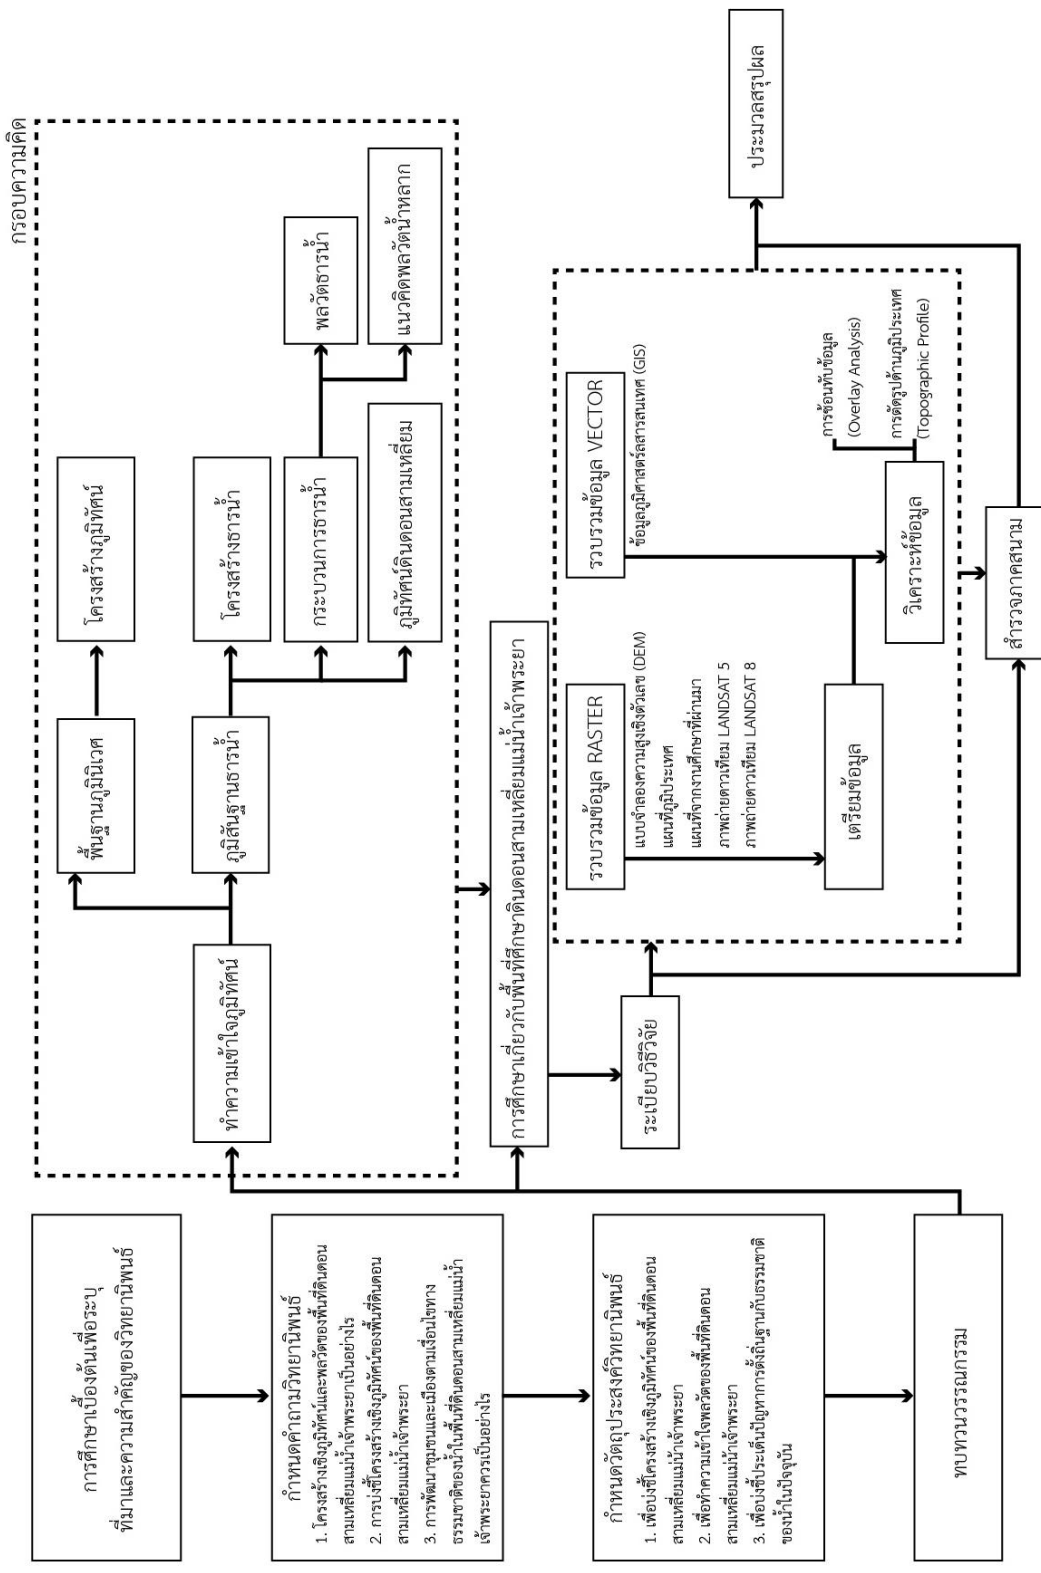 การศึกษาเบื้องต้นเพื่อระบุ
ที่มาและความสำคัญของวิทยานิพนธ์
กำหนดคำถามวิทยานิพนธ์
1. โครงสร้างเชิงภูมิทัศน์และพลวัตของพื้นที่ดินดอน
สามเหลี่ยมแม่น้ำเจ้าพระยาเป็นอย่างไร
2. การบ่งชี้โครงสร้างเชิงภูมิทัศน์ของพื้นที่ดินดอน
สามเหลี่ยมแม่น้ำเจ้าพระยา
3. การพัฒนาชุมชนและเมืองตามเงื่อนไขทาง
ธรรมชาติของน้ำในพื้นที่ดินดอนสามเหลี่ยมแม่น้ำ
เจ้าพระยาควรเป็นอย่างไร
กำหนดวัตถุประสงค์วิทยานิพนธ์
1. เพื่อบ่งชี้โครงสร้างเชิงภูมิทัศน์ของพื้นที่ดินดอน
สามเหลี่ยมแม่น้ำเจ้าพระยา
2. เพื่อทำความเข้าใจพลวัตของพื้นที่ดินดอน
สามเหลี่ยมแม่น้ำเจ้าพระยา
3. เพื่อบ่งชี้ประเด็นปัญหาการตั้งถิ่นฐานกับธรรมชาติ
ของน้ำในปัจจุบัน
ทบทวนวรรณกรรม
กรอบความคิด
ทำความเข้าใจภูมิทัศน์
พื้นฐานภูมินิเวศ
โครงสร้างภูมิทัศน์
ภูมิสัณฐานธารน้ำ
โครงสร้างธารน้ำ
กระบวนการธารน้ำ
ภูมิทัศน์ดินดอนสามเหลี่ยม
พลวัตธารน้ำ
แนวคิดพลวัตน้ำหลาก
การศึกษาเกี่ยวกับพื้นที่ศึกษาดินดอนสามเหลี่ยมแม่น้ำเจ้าพระยา
ระเบียบวิธีวิจัย
รวบรวมข้อมูล RASTER
แบบจำลองความสูงเชิงตัวเลข (DEM)
แผนที่ภูมิประเทศ
แผนที่จากงานศึกษาที่ผ่านมา
ภาพถ่ายดาวเทียม LANDSAT 5
ภาพถ่ายดาวเทียม LANDSAT 8
เตรียมข้อมูล
รวบรวมข้อมูล VECTOR
ข้อมูลภูมิศาสตร์สารสนเทศ (GIS)
วิเคราะห์ข้อมูล
การซ้อนทับข้อมูล
(Overlay Analysis)
การตัดรูปด้านภูมิประเทศ
(Topographic Profile)
สำรวจภาคสนาม
ประมวลสรุปผล